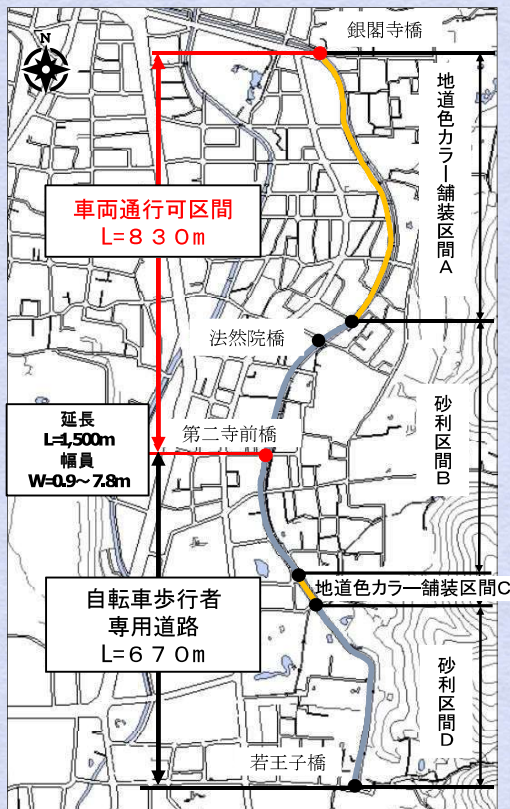 銀閣寺橋
N
地道色カラー舗装区間A
車両通行可区間
L=８３０m
法然院橋
砂利区間B
延長
L=1,500m
幅員
W=0.9～7.8m
第二寺前橋
地道色カラー舗装区間C
自転車歩行者
専用道路
L=６７０m
砂利区間D
若王子橋